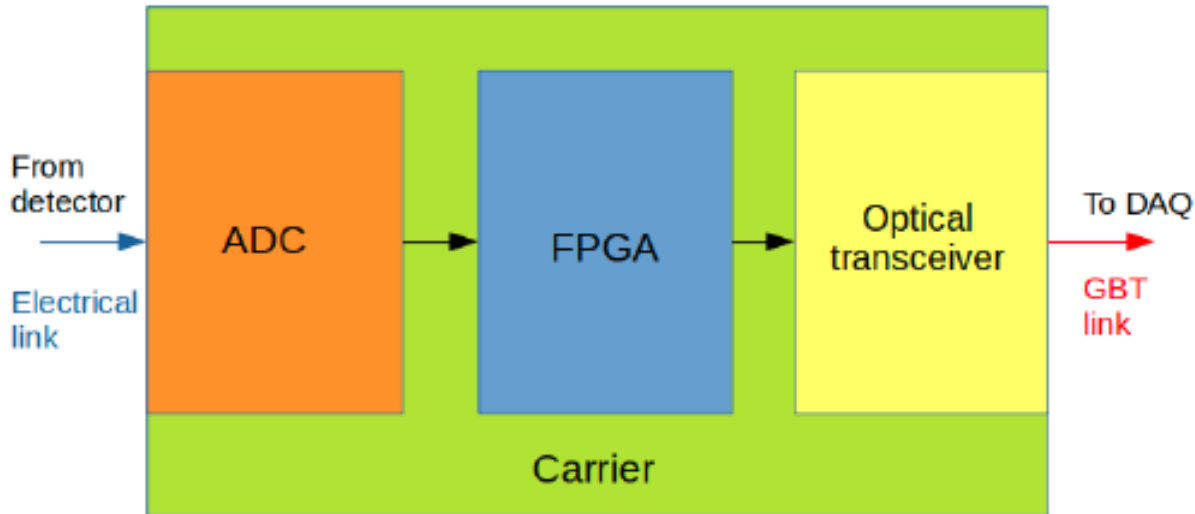 From
detector
Electrical
link
ADC
FPGA
Optical
transceiver
To DAQ
GBT
link
Carrier